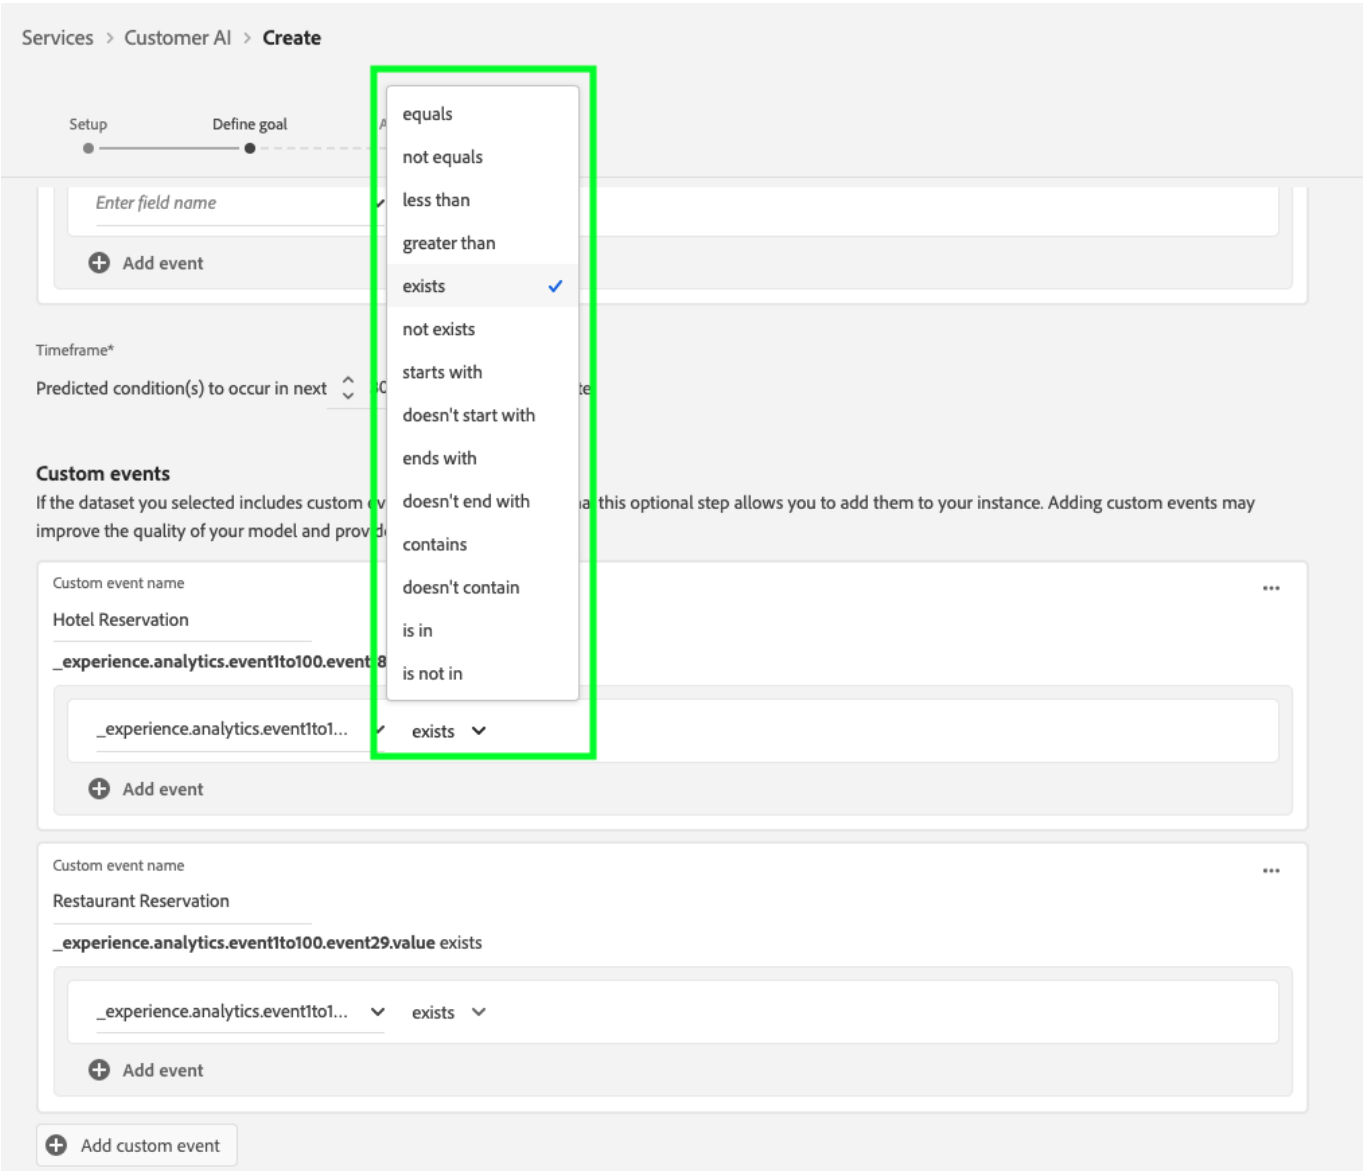 Services > Customer AI > Create
Setup
Define goal
A
equals
not equals
less than
greater than
exists
not exists
starts with
doesn't start with
ends with
doesn't end with
contains
doesn't contain
is in
is not in
Enter field name
Add event
Timeframe*
Predicted condition(s) to occur in next
Custom events
If the dataset you selected includes custom ev this optional step allows you to add them to your instance. Adding custom events may
improve the quality of your model and provide
Custom event name
Hotel Reservation
_experience.analytics.event1to100.event
_experience.analytics.event1to1... exists
Add event
Custom event name
Restaurant Reservation
_experience.analytics.event1to100.event29.value exists
_experience.analytics.event1to1... exists
Add event
Add custom event